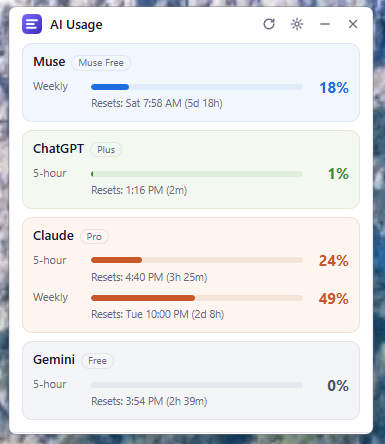 AI Usage
Muse Muse Free
Weekly 18%
Resets: Sat 7:58 AM (5d 18h)
ChatGPT Plus
5-hour 1%
Resets: 1:16 PM (2m)
Claude Pro
5-hour 24%
Resets: 4:40 PM (3h 25m)
Weekly 49%
Resets: Tue 10:00 PM (2d 8h)
Gemini Free
5-hour 0%
Resets: 3:54 PM (2h 39m)